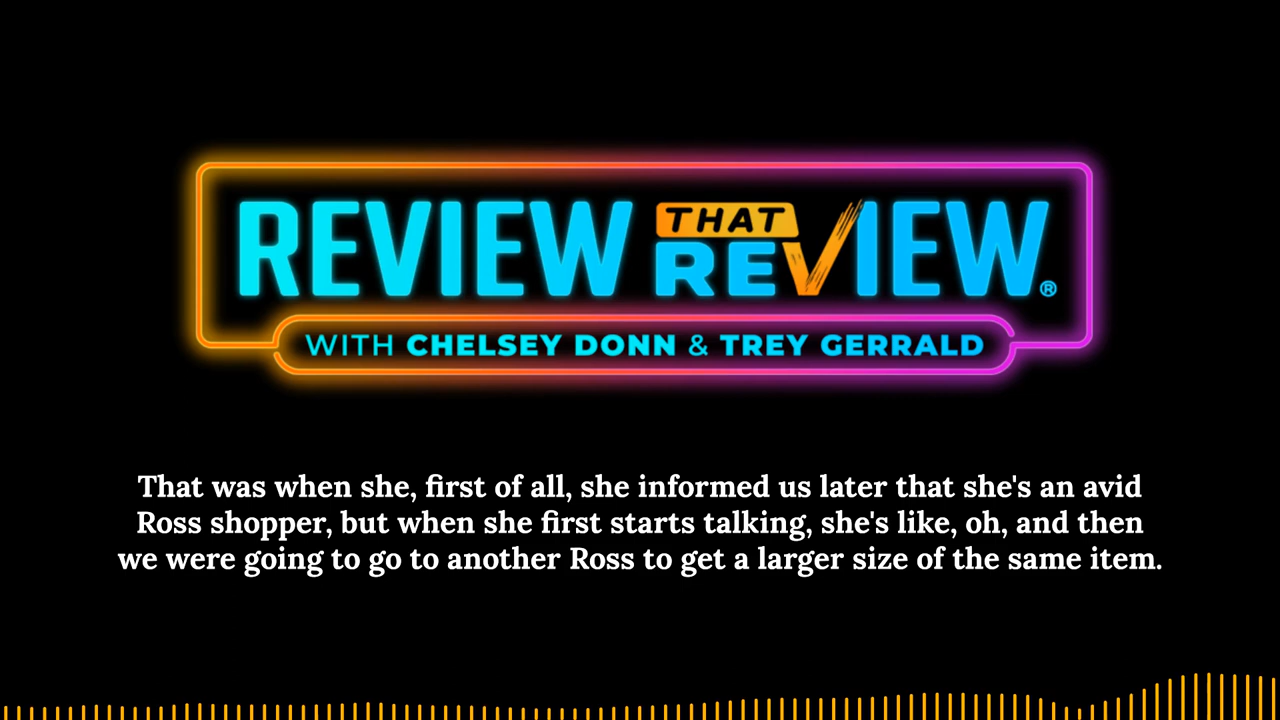 REVIEW THAT REVIEW®
WITH CHELSEY DONN & TREY GERRALD
That was when she, first of all, she informed us later that she's an avid
Ross shopper, but when she first starts talking, she's like, oh, and then
we were going to go to another Ross to get a larger size of the same item.